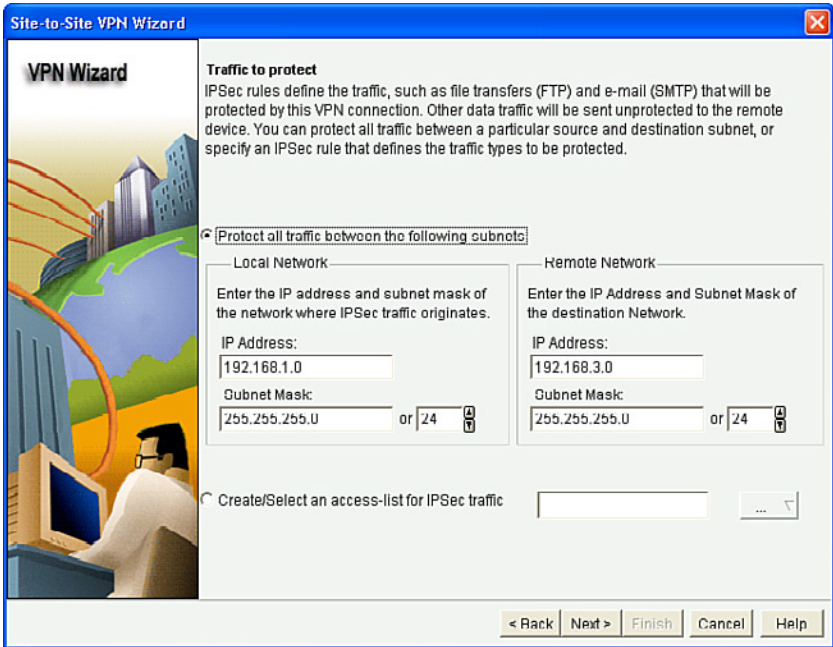 Site-to-Site VPN Wizard
VPN Wizard
Traffic to protect
IPSec rules define the traffic, such as file transfers (FTP) and e-mail (SMTP) that will be
protected by this VPN connection. Other data traffic will be sent unprotected to the remote
device. You can protect all traffic between a particular source and destination subnet, or
specify an IPSec rule that defines the traffic types to be protected.
Protect all traffic between the following subnets
Local Network
Enter the IP address and subnet mask of
the network where IPSec traffic originates.
IP Address:
192.168.1.0
Subnet Mask:
255.255.255.0 or 24
Remote Network
Enter the IP Address and Subnet Mask of
the destination Network.
IP Address:
192.168.3.0
Subnet Mask:
255.255.255.0 or 24
Create/Select an access-list for IPSec traffic
...
< Back Next > Finish Cancel Help